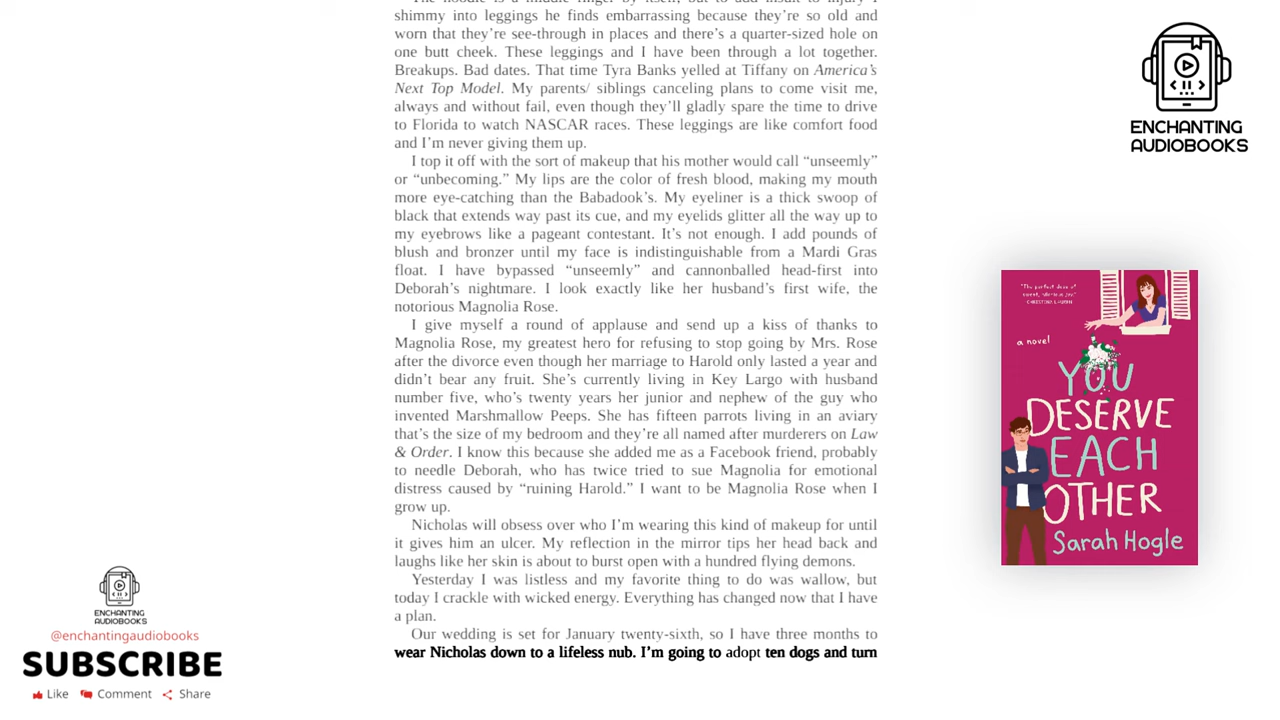 The noodle is a middle finger by itself, but to add insult to injury I
shimmy into leggings he finds embarrassing because they’re so old and
worn that they’re see-through in places and there’s a quarter-sized hole on
one butt cheek. These leggings and I have been through a lot together.
Breakups. Bad dates. That time Tyra Banks yelled at Tiffany on America’s
Next Top Model. My parents/ siblings canceling plans to come visit me,
always and without fail, even though they’ll gladly spare the time to drive
to Florida to watch NASCAR races. These leggings are like comfort food
and I’m never giving them up.
I top it off with the sort of makeup that his mother would call “unseemly”
or “unbecoming.” My lips are the color of fresh blood, making my mouth
more eye-catching than the Babadook’s. My eyeliner is a thick swoop of
black that extends way past its cue, and my eyelids glitter all the way up to
my eyebrows like a pageant contestant. It’s not enough. I add pounds of
blush and bronzer until my face is indistinguishable from a Mardi Gras
float. I have bypassed “unseemly” and cannonballed head-first into
Deborah’s nightmare. I look exactly like her husband’s first wife, the
notorious Magnolia Rose.
I give myself a round of applause and send up a kiss of thanks to
Magnolia Rose, my greatest hero for refusing to stop going by Mrs. Rose
after the divorce even though her marriage to Harold only lasted a year and
didn’t bear any fruit. She’s currently living in Key Largo with husband
number five, who’s twenty years her junior and nephew of the guy who
invented Marshmallow Peeps. She has fifteen parrots living in an aviary
that’s the size of my bedroom and they’re all named after murderers on Law
& Order. I know this because she added me as a Facebook friend, probably
to needle Deborah, who has twice tried to sue Magnolia for emotional
distress caused by “ruining Harold.” I want to be Magnolia Rose when I
grow up.
Nicholas will obsess over who I’m wearing this kind of makeup for until
it gives him an ulcer. My reflection in the mirror tips her head back and
laughs like her skin is about to burst open with a hundred flying demons.
Yesterday I was listless and my favorite thing to do was wallow, but
today I crackle with wicked energy. Everything has changed now that I have
a plan.
Our wedding is set for January twenty-sixth, so I have three months to
wear Nicholas down to a lifeless nub. I’m going to adopt ten dogs and turn
ENCHANTING
AUDIOBOOKS
CHRISTINA LAUREN
a novel
YOU
DESERVE
EACH
OTHER
Sarah Hogle
ENCHANTING
AUDIOBOOKS
@enchantingaudiobooks
SUBSCRIBE
Like
Comment
Share